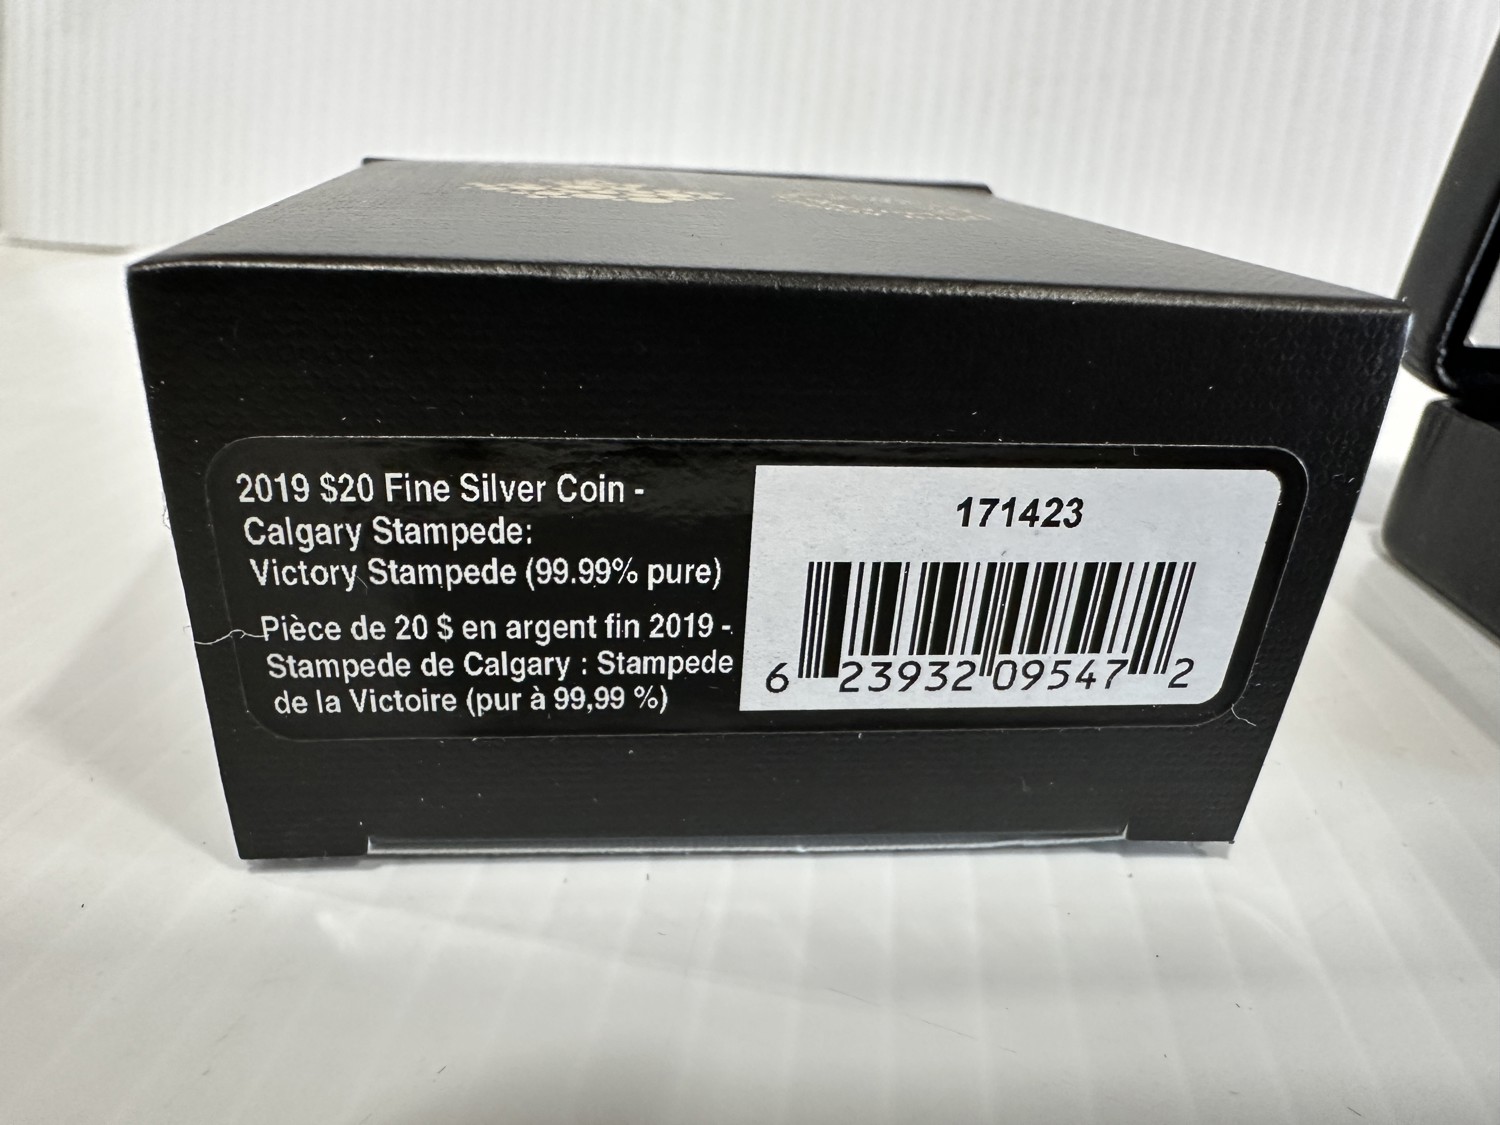 2019 $20 Fine Silver Coin -
Calgary Stampede:
Victory Stampede (99.99% pure)
Pièce de 20 $ en argent fin 2019 -
Stampede de Calgary : Stampede
de la Victoire (pur à 99,99 %)
171423
6 23932 09547 2